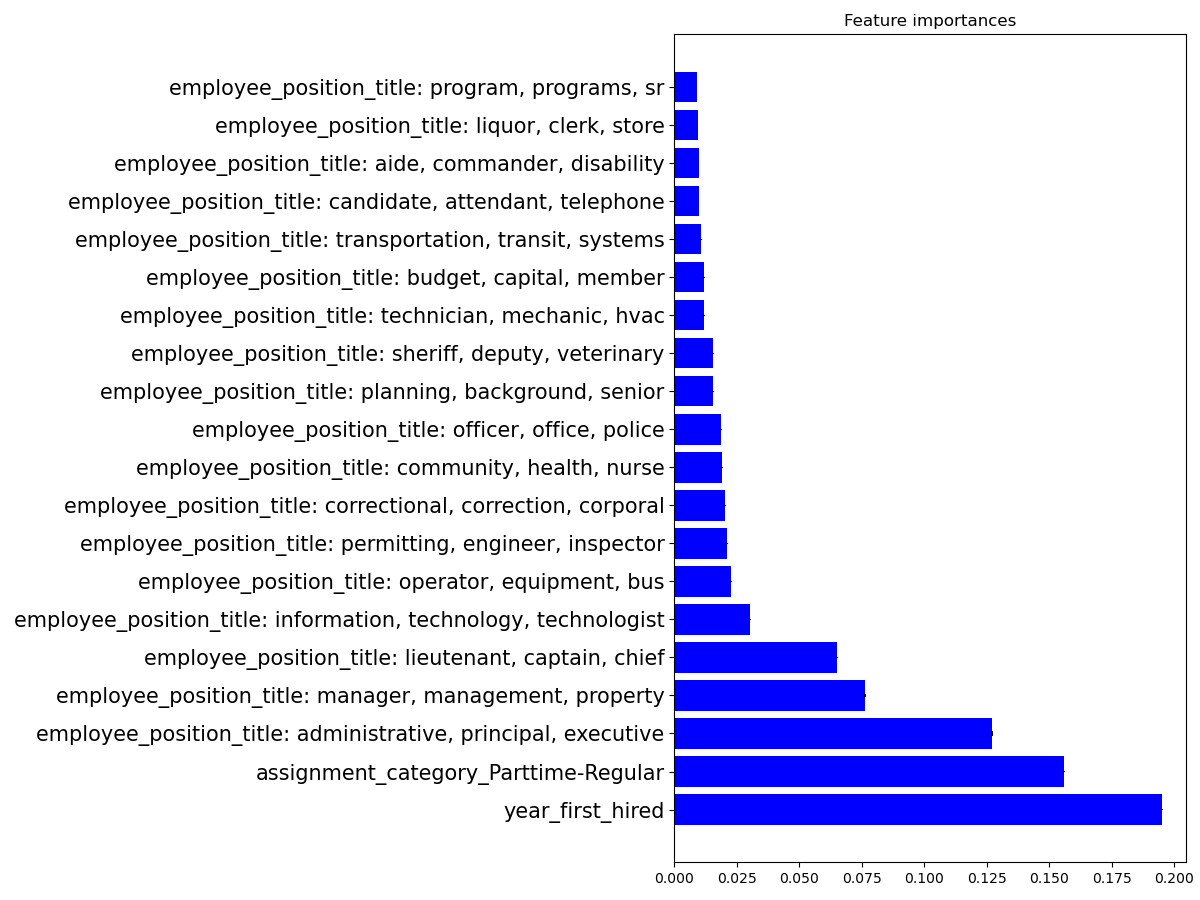 Feature importances
employee_position_title: program, programs, sr
employee_position_title: liquor, clerk, store
employee_position_title: aide, commander, disability
employee_position_title: candidate, attendant, telephone
employee_position_title: transportation, transit, systems
employee_position_title: budget, capital, member
employee_position_title: technician, mechanic, hvac
employee_position_title: sheriff, deputy, veterinary
employee_position_title: planning, background, senior
employee_position_title: officer, office, police
employee_position_title: community, health, nurse
employee_position_title: correctional, correction, corporal
employee_position_title: permitting, engineer, inspector
employee_position_title: operator, equipment, bus
employee_position_title: information, technology, technologist
employee_position_title: lieutenant, captain, chief
employee_position_title: manager, management, property
employee_position_title: administrative, principal, executive
assignment_category_Parttime-Regular
year_first_hired
0.000 0.025 0.050 0.075 0.100 0.125 0.150 0.175 0.200